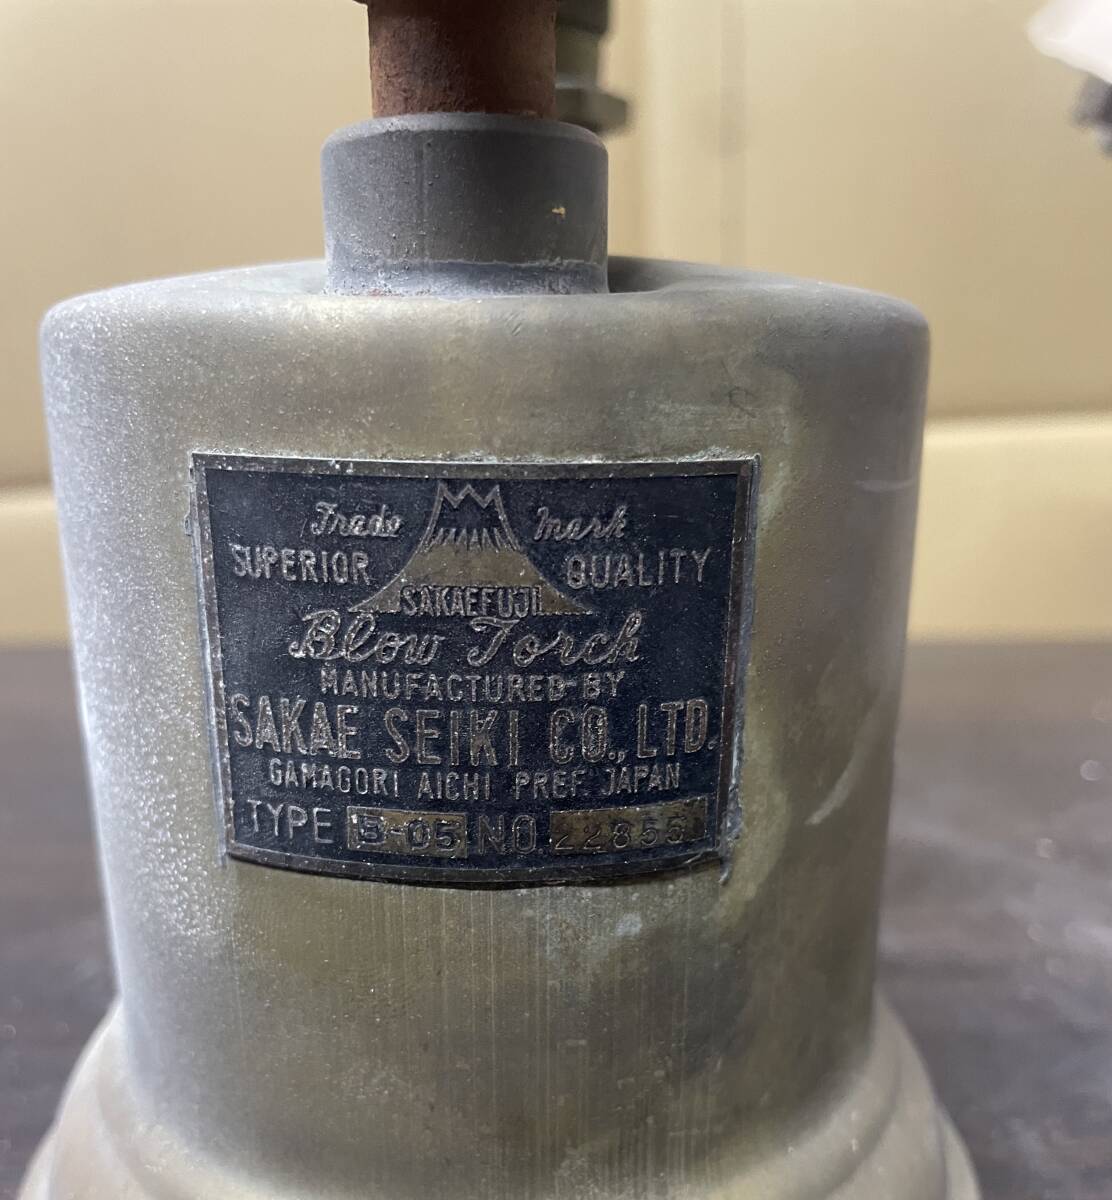 Trade Mark
SUPERIOR QUALITY
SAKAEFUJI
Blow Torch
MANUFACTURED BY
SAKAE SEIKI CO., LTD.
GAMAGORI AICHI PREF JAPAN
TYPE B-05 NO. 22855